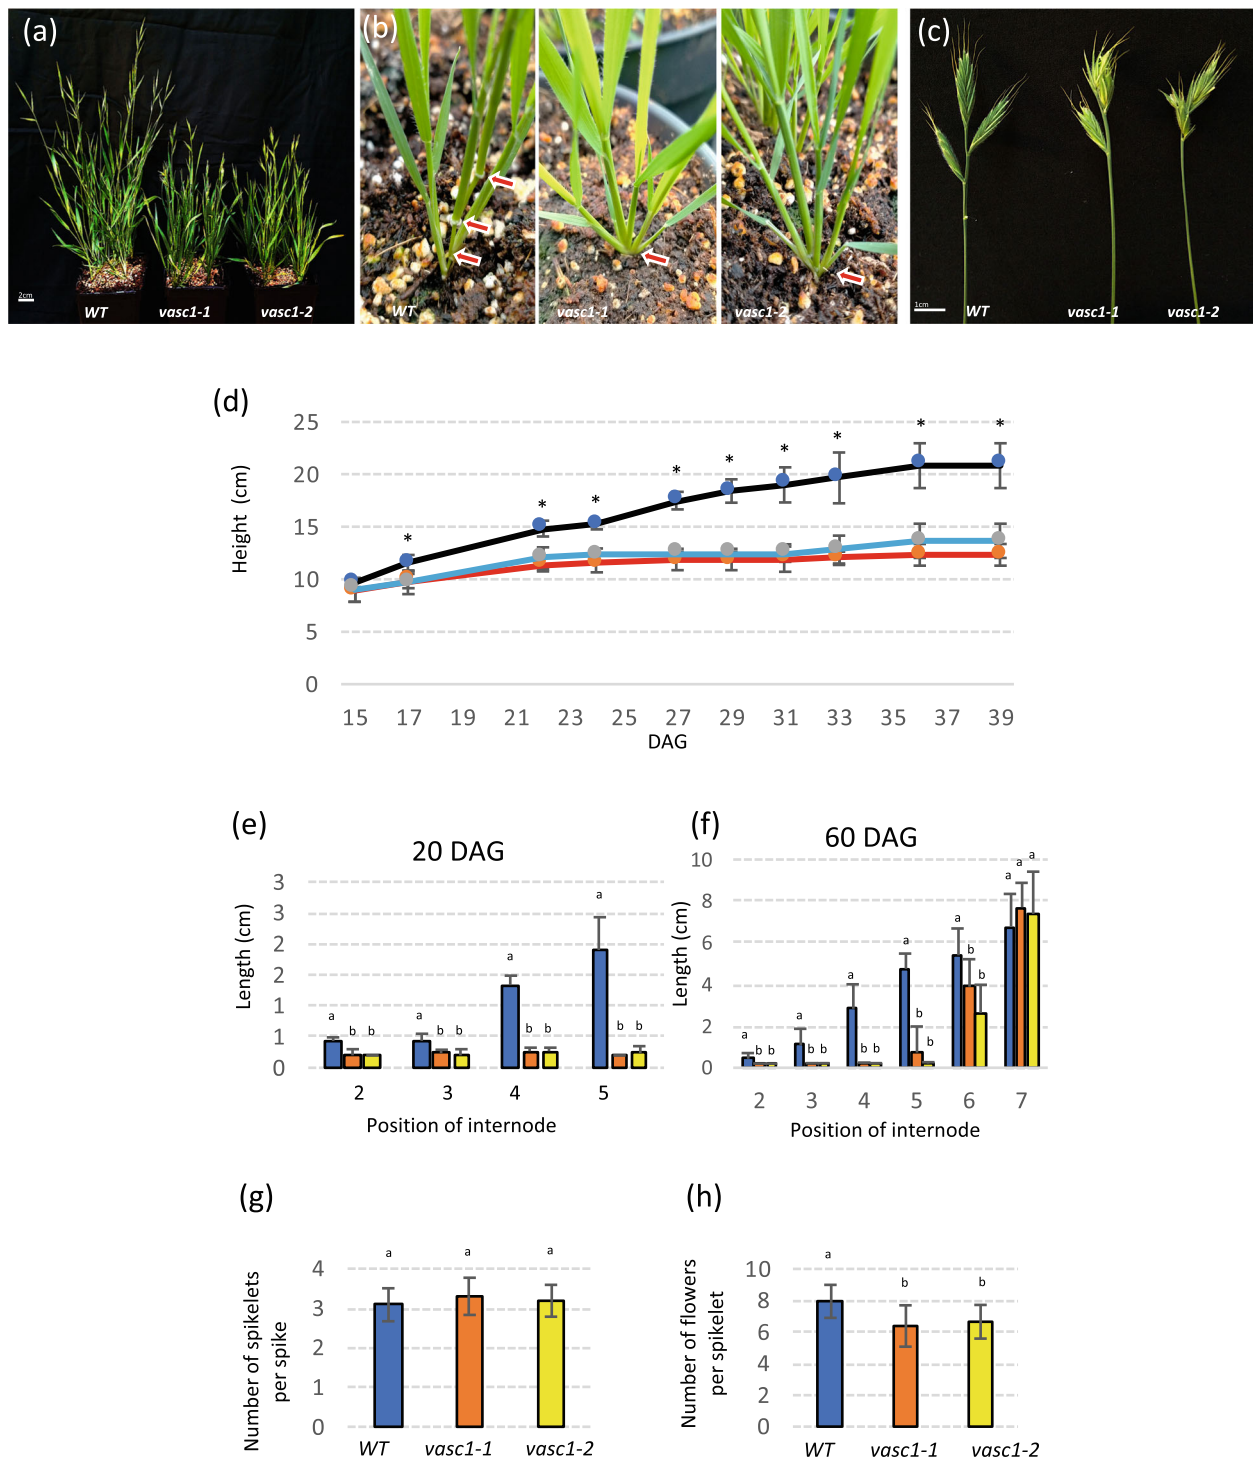 (a)
2cm
WT
vasc1-1
vasc1-2
(b)
WT
vasc1-1
vasc1-2
(c)
1cm
WT
vasc1-1
vasc1-2
(d)
Height (cm)
25
20
15
10
5
0
* * * * * * * * *
15 17 19 21 23 25 27 29 31 33 35 37 39
DAG
(e)
20 DAG
Length (cm)
3
3
2
2
1
1
0
a b b a b b a b b a b b
2 3 4 5
Position of internode
(f)
60 DAG
Length (cm)
10
8
6
4
2
0
a b b a b b a b b a b b a b b a a a
2 3 4 5 6 7
Position of internode
(g)
Number of spikelets
per spike
4
3
2
1
0
a a a
WT vasc1-1 vasc1-2
(h)
Number of flowers
per spikelet
10
8
6
4
2
0
a b b
WT vasc1-1 vasc1-2